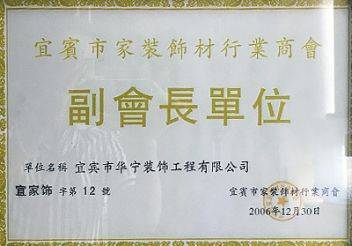 宜賓市家裝飾材行業商會
副會長單位
單位名稱 宜宾市华宁装饰工程有限公司
宜家饰 字第 12 號
宜賓市家裝飾材行業商會
2006年12月30日